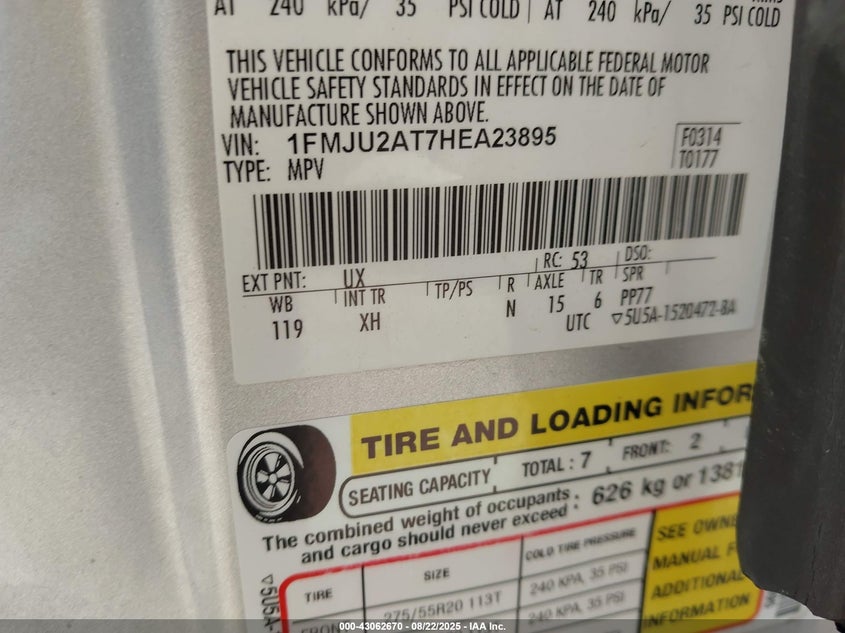 AT 240 kPa/ 35 PSI COLD | AT 240 kPa/ 35 PSI COLD
THIS VEHICLE CONFORMS TO ALL APPLICABLE FEDERAL MOTOR
VEHICLE SAFETY STANDARDS IN EFFECT ON THE DATE OF
MANUFACTURE SHOWN ABOVE.
VIN: 1FMJU2AT7HEA23895
F0314
TYPE: MPV
T0177
EXT PNT: UX RC: 53 DSO:
WB INT TR TP/PS R AXLE TR SPR
119 XH N 15 6 PP77
UTC ▽5U5A-1520472-BA
TIRE AND LOADING INFOR
SEATING CAPACITY TOTAL : 7 FRONT: 2
The combined weight of occupants
and cargo should never exceed : 626 kg or 1381
TIRE SIZE COLD TIRE PRESSURE
SEE OWNE
MANUAL F
ADDITIONAL
INFORMATION
FRON 275/55R20 113T 240 KPA, 35 PSI
240 KPA, 35 PSI
▽5U5A-
000-43062670 - 08/22/2025 - IAA Inc.